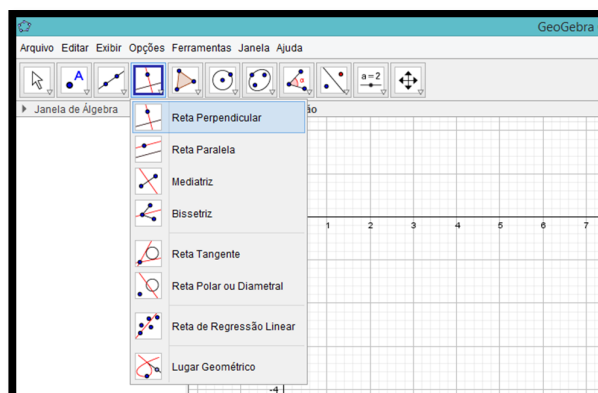 GeoGebra
Arquivo Editar Exibir Opções Ferramentas Janela Ajuda
A
α
a=2
Janela de Álgebra
ão
Reta Perpendicular
Reta Paralela
Mediatriz
Bissetriz
1 2 3 4 5 6 7
Reta Tangente
Reta Polar ou Diametral
Reta de Regressão Linear
Lugar Geométrico
-4